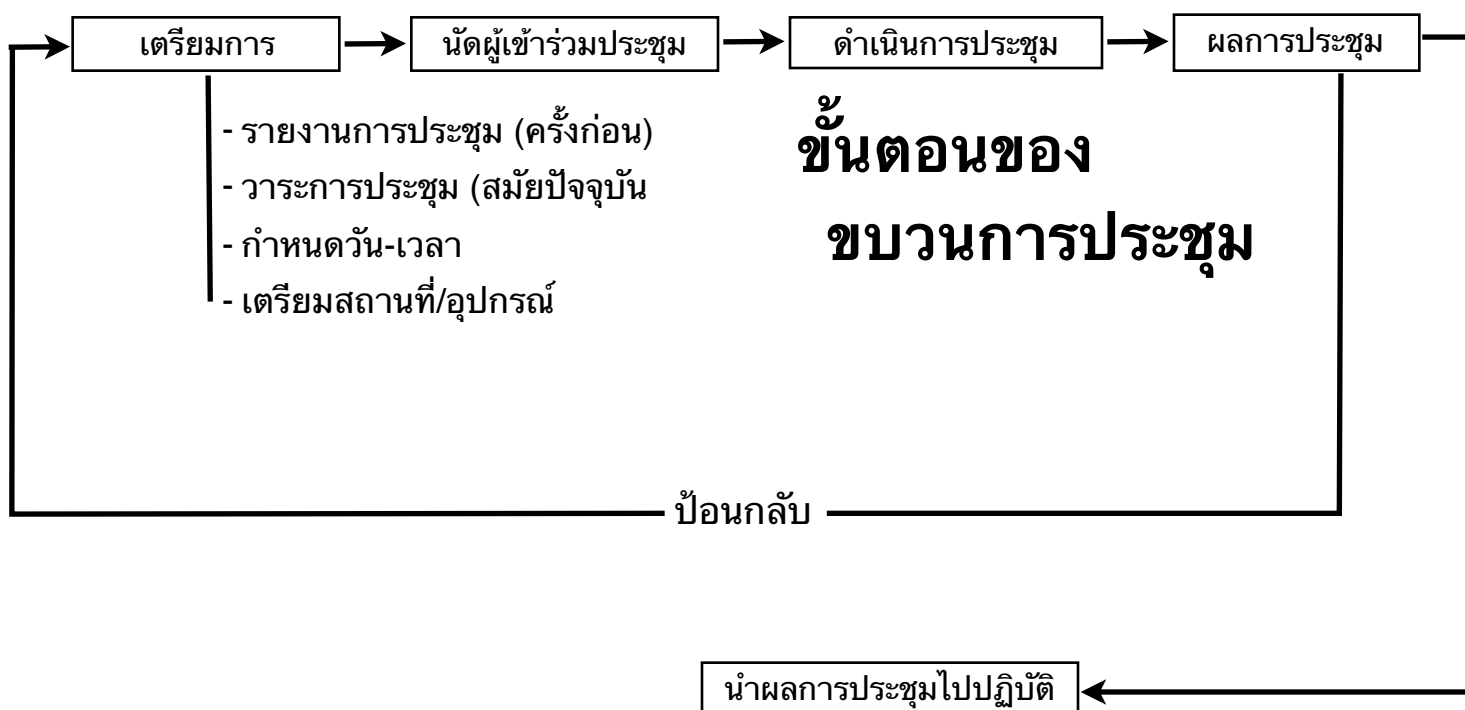 เตรียมการ
นัดผู้เข้าร่วมประชุม
ดำเนินการประชุม
ผลการประชุม
- รายงานการประชุม (ครั้งก่อน)
- วาระการประชุม (สมัยปัจจุบัน
- กำหนดวัน-เวลา
- เตรียมสถานที่/อุปกรณ์
ขั้นตอนของ
ขบวนการประชุม
ป้อนกลับ
นำผลการประชุมไปปฏิบัติ